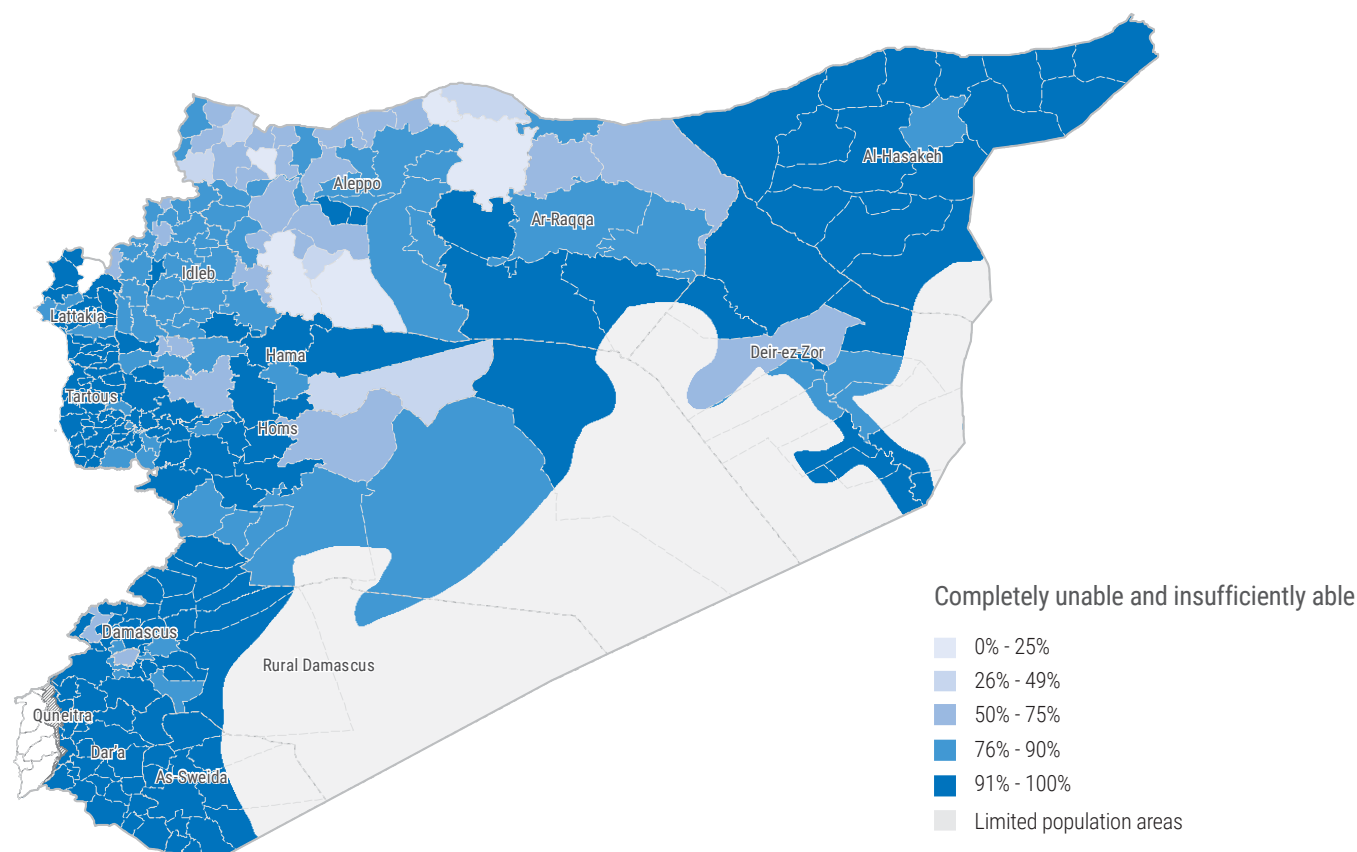 Al-Hasakeh
Aleppo
Ar-Raqqa
Idleb
Lattakia
Hama
Deir-ez Zor
Tartous
Homs
Completely unable and insufficiently able
0% - 25%
26% - 49%
50% - 75%
76% - 90%
91% - 100%
Limited population areas
Damascus
Rural Damascus
Quneitra
Dar'a
As-Sweida